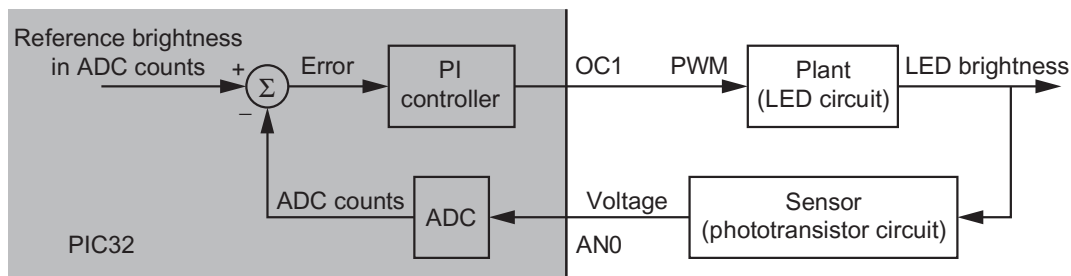 Reference brightness
in ADC counts
+
−
Σ
Error
PI
controller
OC1
PWM
Plant
(LED circuit)
LED brightness
ADC counts
ADC
Voltage
AN0
Sensor
(phototransistor circuit)
PIC32